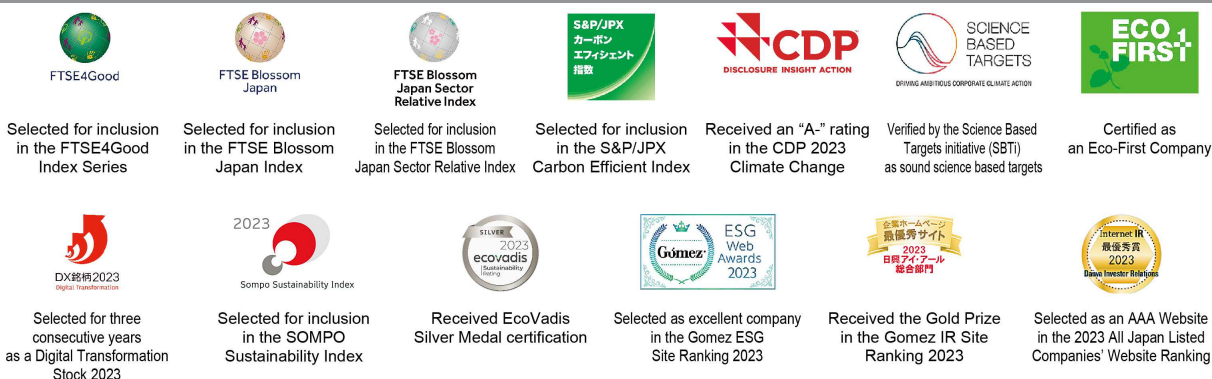 FTSE4Good
Selected for inclusion
in the FTSE4Good
Index Series
FTSE Blossom
Japan
Selected for inclusion
in the FTSE Blossom
Japan Index
FTSE Blossom
Japan Sector
Relative Index
Selected for inclusion
in the FTSE Blossom
Japan Sector Relative Index
S&P/JPX
カーボン
エフィシェント
指数
Selected for inclusion
in the S&P/JPX
Carbon Efficient Index
CDP
DISCLOSURE INSIGHT ACTION
Received an “A-” rating
in the CDP 2023
Climate Change
SCIENCE
BASED
TARGETS
DRIVING AMBITIOUS CORPORATE CLIMATE ACTION
Verified by the Science Based
Targets initiative (SBTi)
as sound science based targets
ECO
FIRST
Certified as
an Eco-First Company
DX銘柄2023
Digital Transformation
Selected for three
consecutive years
as a Digital Transformation
Stock 2023
2023
Sompo Sustainability Index
Selected for inclusion
in the SOMPO
Sustainability Index
SILVER
2023
ecovadis
Sustainability
Rating
Received EcoVadis
Silver Medal certification
Gómez
ESG
Web
Awards
2023
Selected as excellent company
in the Gomez ESG
Site Ranking 2023
企業ホームページ
最優秀サイト
2023
日興アイ・アール
総合部門
Received the Gold Prize
in the Gomez IR Site
Ranking 2023
Internet IR
最優秀賞
2023
Daiwa Investor Relations
Selected as an AAA Website
in the 2023 All Japan Listed
Companies’ Website Ranking